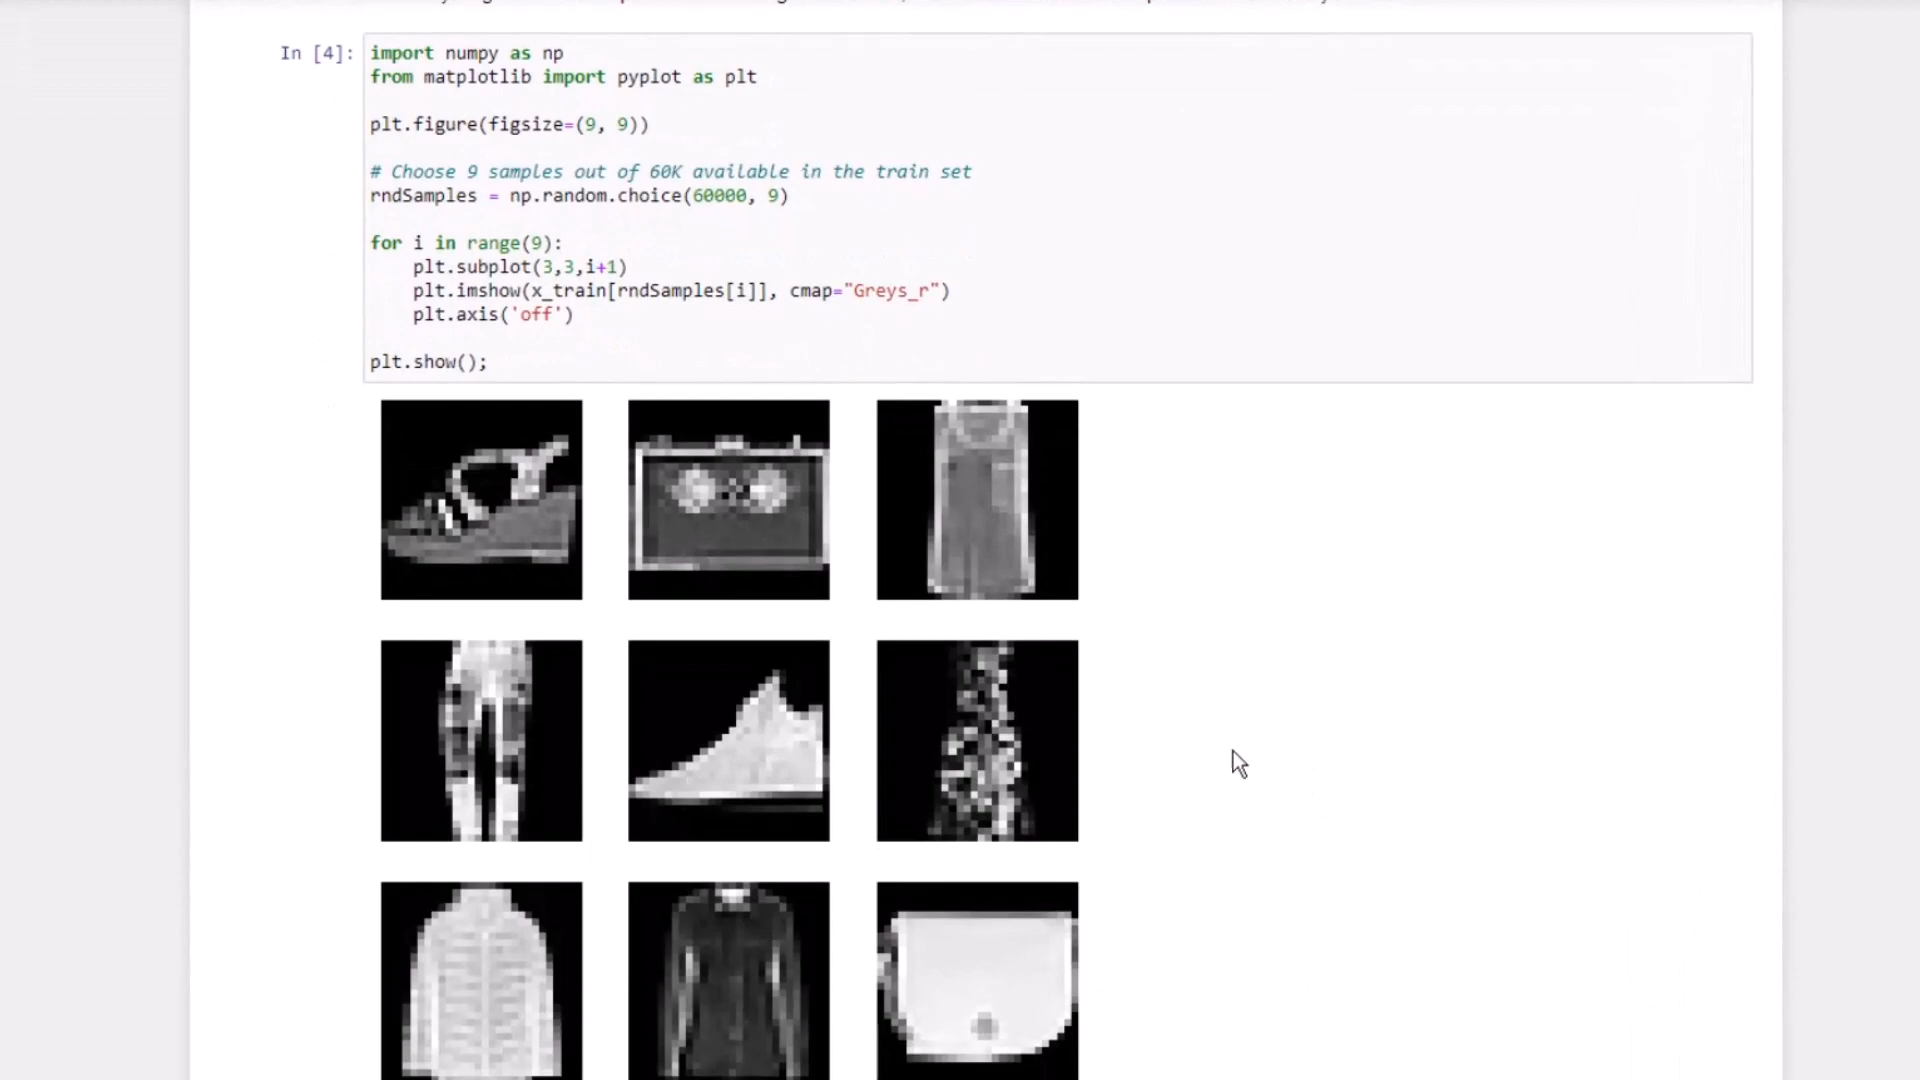 In [4]:
import numpy as np
from matplotlib import pyplot as plt
plt.figure(figsize=(9, 9))
# Choose 9 samples out of 60K available in the train set
rndSamples = np.random.choice(60000, 9)
for i in range(9):
    plt.subplot(3,3,i+1)
    plt.imshow(x_train[rndSamples[i]], cmap="Greys_r")
    plt.axis('off')
plt.show();